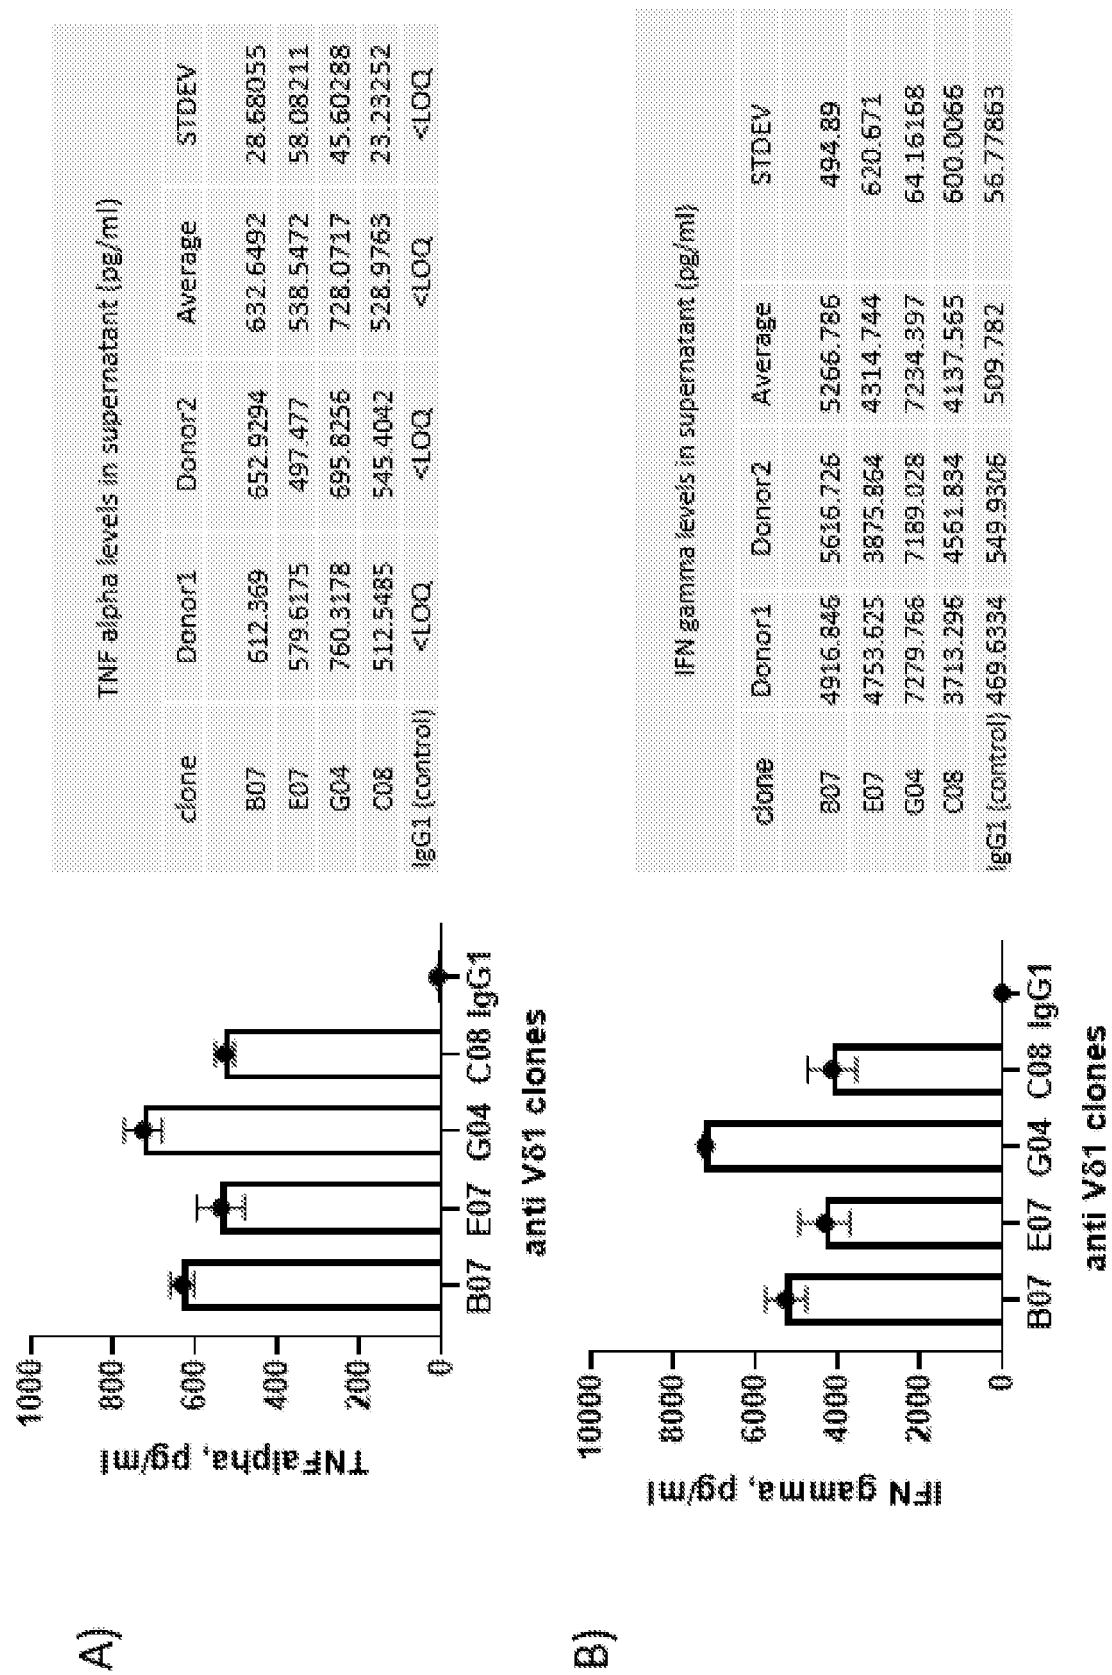 A)
TNF alpha, pg/ml
1000
800
600
400
200
0
B07 E07 G04 C08 IgG1
anti Vδ1 clones
TNF alpha levels in supernatant (pg/ml)
clone Donor1 Donor2 Average STDEV
B07 612.369 652.9294 632.6492 28.68055
E07 579.6175 497.477 538.5472 58.08211
G04 760.3178 695.8256 728.0717 45.60288
C08 512.5485 545.4042 528.9763 23.23252
IgG1 (control) <LOQ <LOQ <LOQ <LOQ
B)
IFN gamma, pg/ml
10000
8000
6000
4000
2000
0
B07 E07 G04 C08 IgG1
anti Vδ1 clones
IFN gamma levels in supernatant (pg/ml)
clone Donor1 Donor2 Average STDEV
B07 4916.846 5616.726 5266.786 494.89
E07 4753.625 3875.864 4314.744 620.671
G04 7279.766 7189.028 7234.397 64.16168
C08 3713.296 4561.834 4137.565 600.0066
IgG1 (control) 469.6334 549.9306 509.782 56.77863